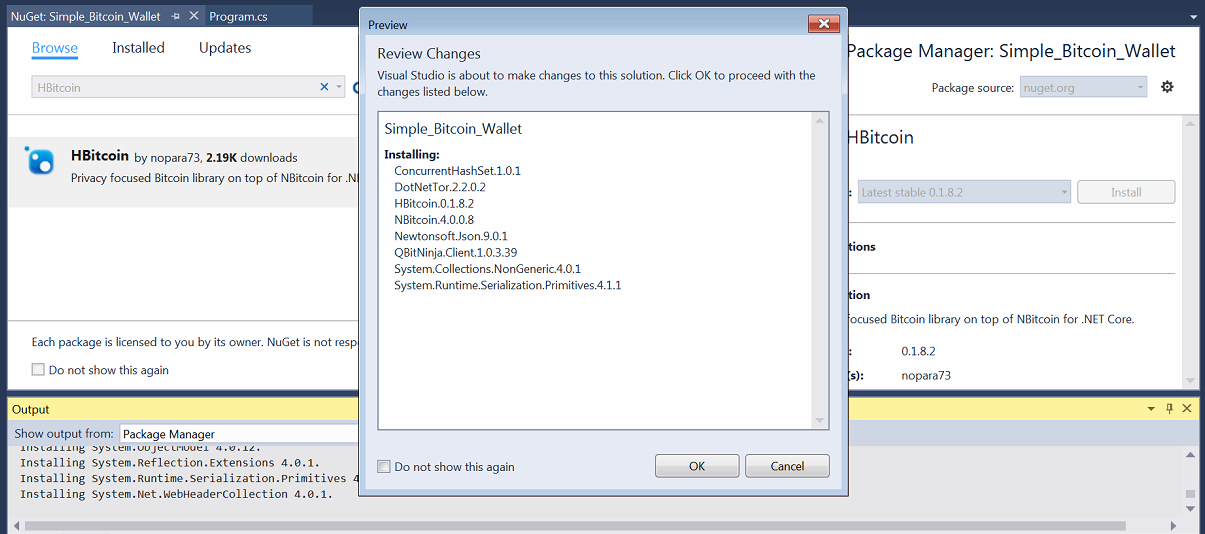 NuGet: Simple_Bitcoin_Wallet
Program.cs
Browse Installed Updates
HBitcoin
HBitcoin by nopara73, 2.19K downloads
Privacy focused Bitcoin library on top of NBitcoin for
Each package is licensed to you by its owner. NuGet is not
Do not show this again
Preview
Review Changes
Visual Studio is about to make changes to this solution. Click OK to proceed with the
changes listed below.
Simple_Bitcoin_Wallet
Installing:
ConcurrentHashSet.1.0.1
DotNetTor.2.2.0.2
HBitcoin.0.1.8.2
NBitcoin.4.0.0.8
Newtonsoft.Json.9.0.1
QBitNinja.Client.1.0.3.39
System.Collections.NonGeneric.4.0.1
System.Runtime.Serialization.Primitives.4.1.1
Do not show this again
OK Cancel
Package Manager: Simple_Bitcoin_Wallet
Package source: nuget.org
HBitcoin
Latest stable 0.1.8.2 Install
tions
tion
focused Bitcoin library on top of NBitcoin for .NET Core.
: 0.1.8.2
(s): nopara73
Output
Show output from: Package Manager
Installing System.ObjectModel 4.0.12.
Installing System.Reflection.Extensions 4.0.1.
Installing System.Runtime.Serialization.Primitives 4
Installing System.Net.WebHeaderCollection 4.0.1.